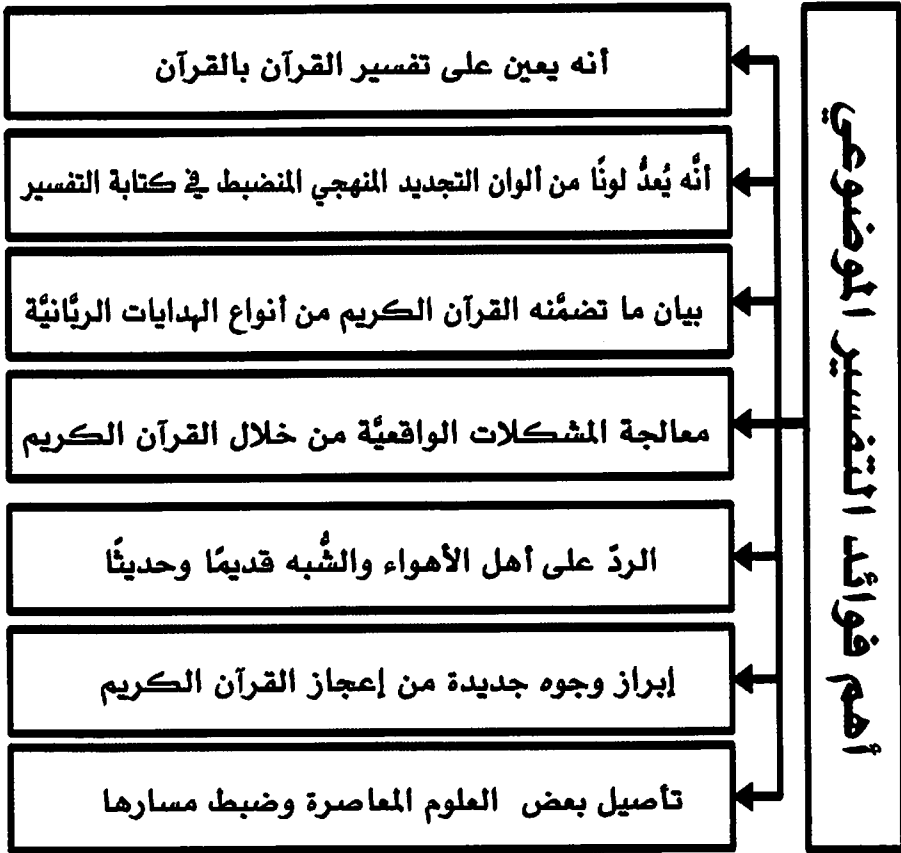 أهم فوائد التفسير الموضوعي
أنه يعين على تفسير القرآن بالقرآن
أنَّه يُعدُّ لونًا من ألوان التجديد المنهجي المنضبط في كتابة التفسير
بيان ما تضمَّنه القرآن الكريم من أنواع الهدايات الربَّانيَّة
معالجة المشكلات الواقعيَّة من خلال القرآن الكريم
الردّ على أهل الأهواء والشُّبه قديمًا وحديثًا
إبراز وجوه جديدة من إعجاز القرآن الكريم
تأصيل بعض العلوم المعاصرة وضبط مسارها